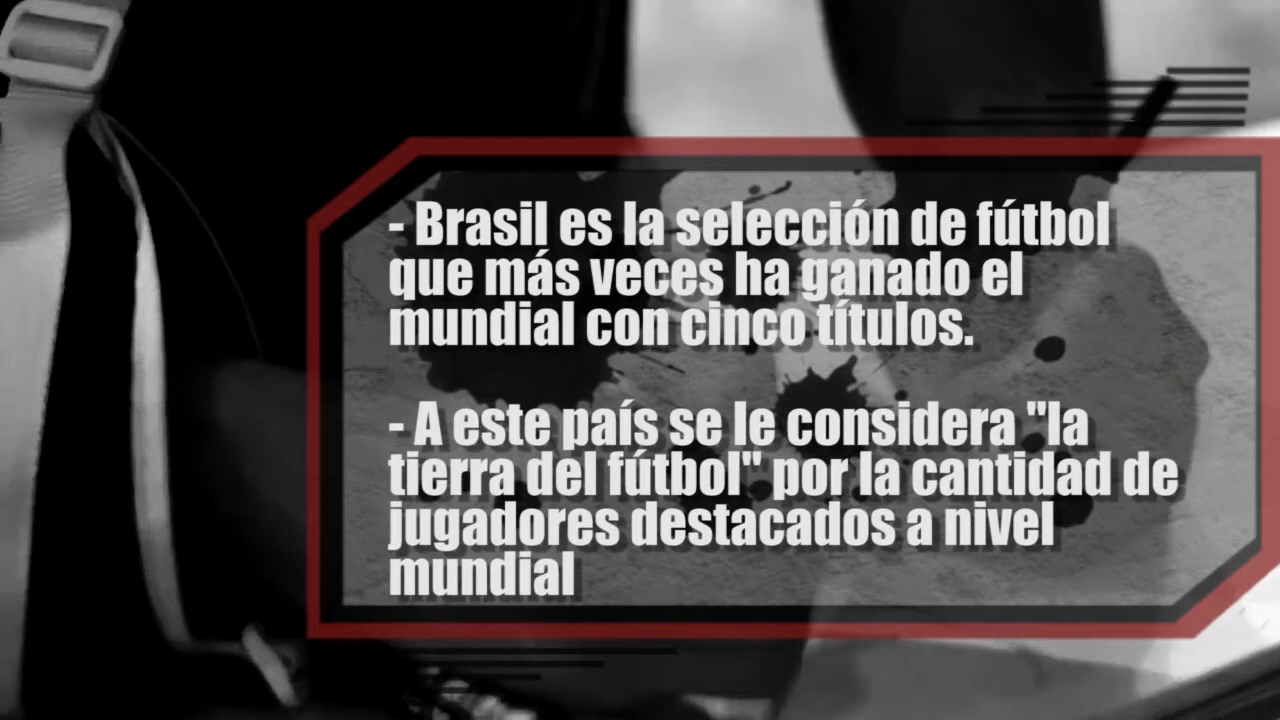 - Brasil es la selección de fútbol
que más veces ha ganado el
mundial con cinco títulos.
- A este país se le considera "la
tierra del fútbol" por la cantidad de
jugadores destacados a nivel
mundial